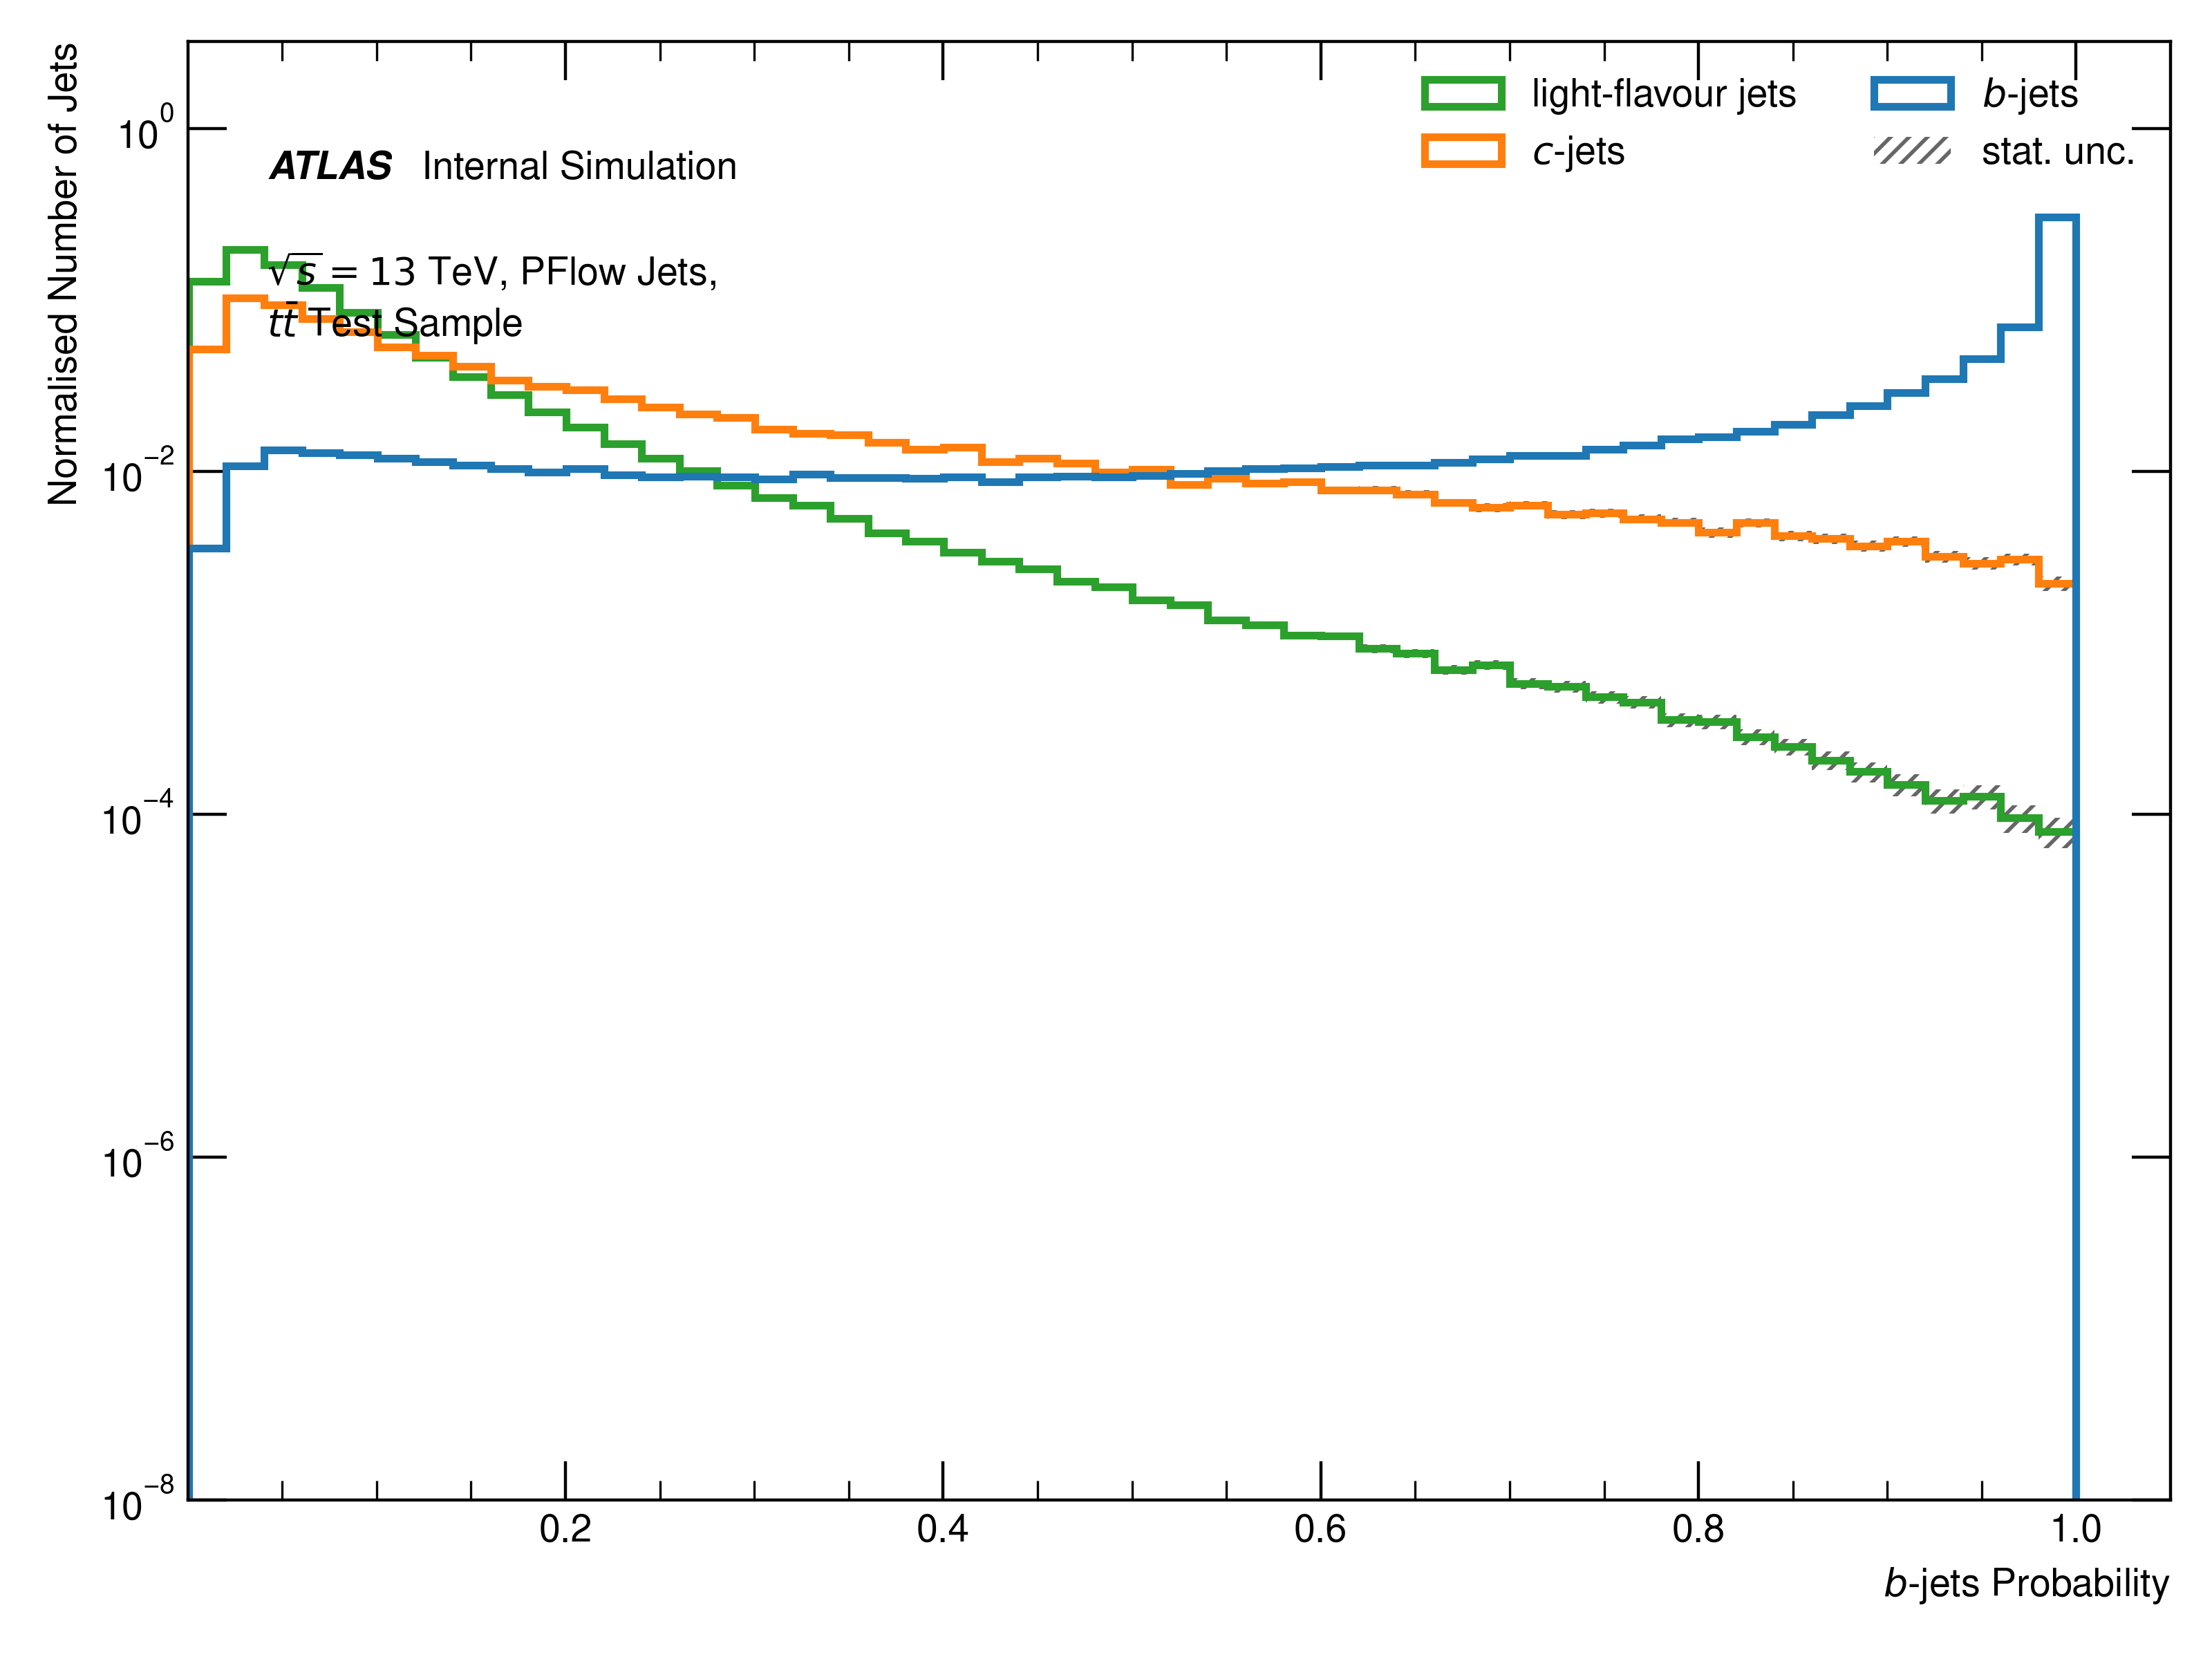 Normalised Number of Jets
10⁰
10⁻²
10⁻⁴
10⁻⁶
10⁻⁸
light-flavour jets
c-jets
b-jets
stat. unc.
ATLAS Internal Simulation
√s = 13 TeV, PFlow Jets,
tt̄ Test Sample
0.2 0.4 0.6 0.8 1.0
b-jets Probability